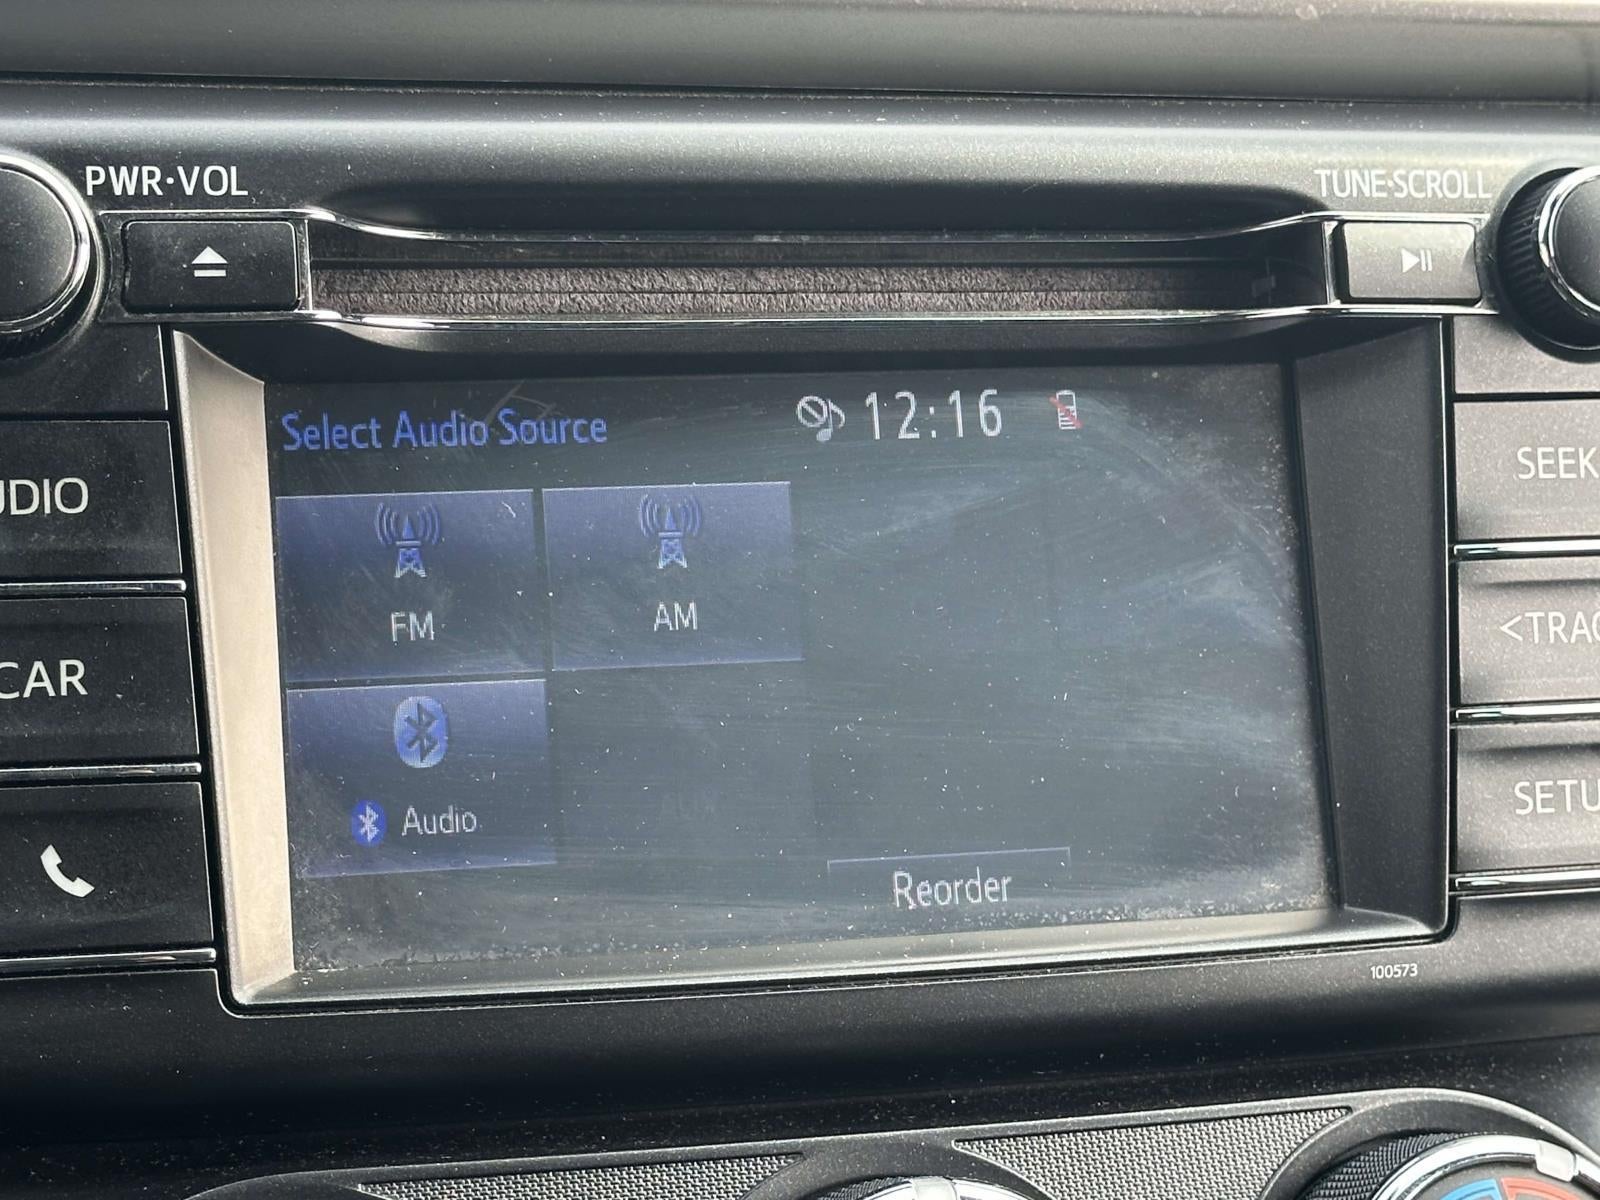 PWR·VOL
TUNE·SCROLL
Select Audio Source
12:16
UDIO
SEEK
FM
AM
<TRAC
CAR
Audio
SETU
Reorder
100573